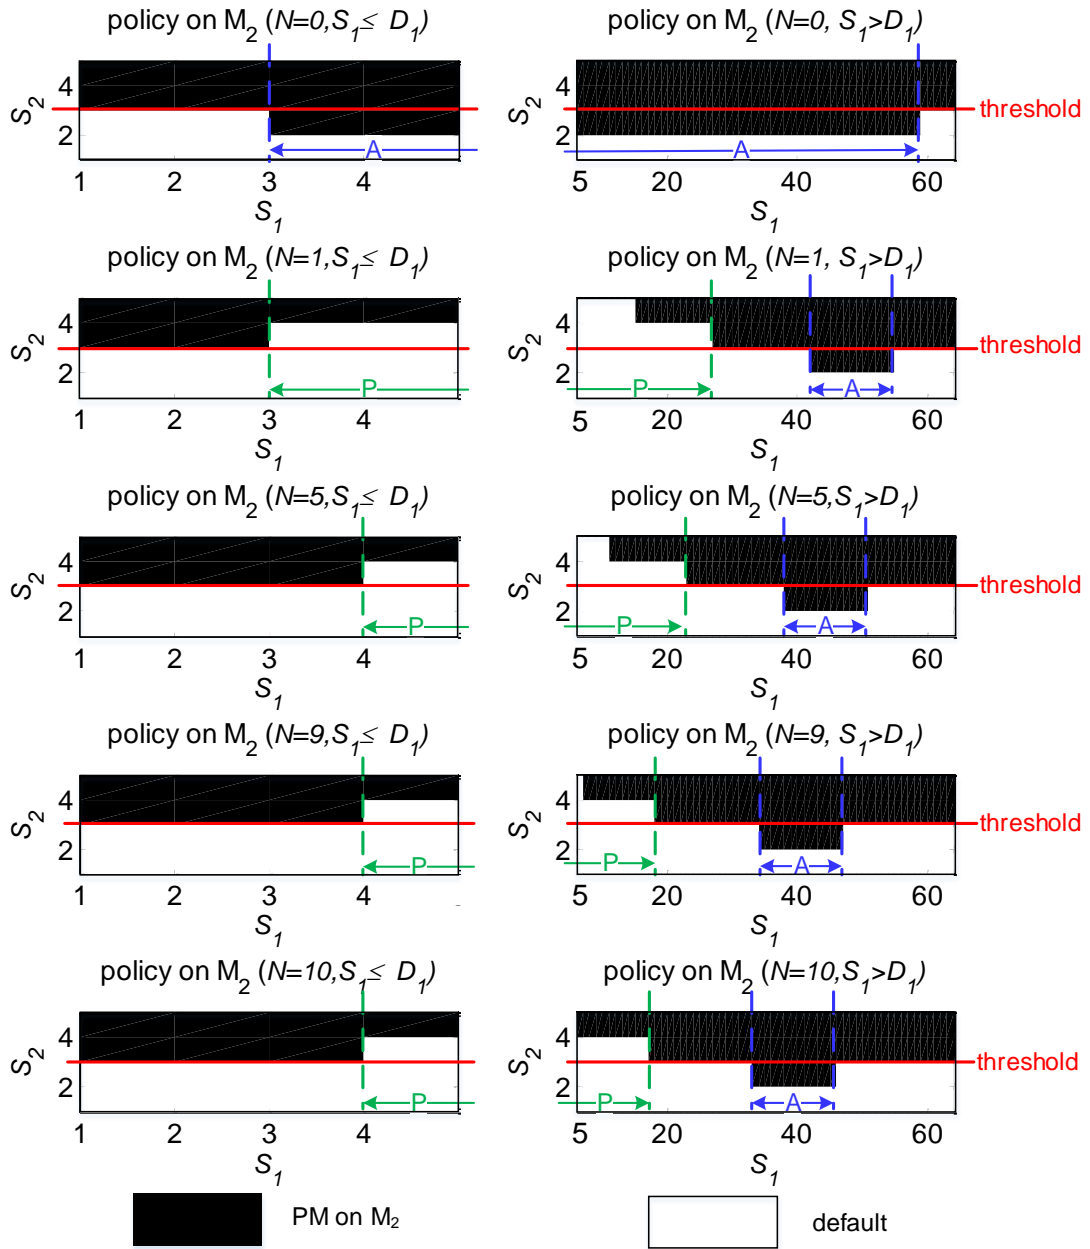 policy on M2 (N=0,S1≤ D1) policy on M2 (N=0, S1>D1)
S2 4 2 A S2 4 2 A threshold
1 2 3 4 5 20 40 60
S1 S1
policy on M2 (N=1,S1≤ D1) policy on M2 (N=1, S1>D1)
S2 4 2 P S2 4 2 P A threshold
1 2 3 4 5 20 40 60
S1 S1
policy on M2 (N=5,S1≤ D1) policy on M2 (N=5,S1>D1)
S2 4 2 P S2 4 2 P A threshold
1 2 3 4 5 20 40 60
S1 S1
policy on M2 (N=9,S1≤ D1) policy on M2 (N=9, S1>D1)
S2 4 2 P S2 4 2 P A threshold
1 2 3 4 5 20 40 60
S1 S1
policy on M2 (N=10,S1≤ D1) policy on M2 (N=10,S1>D1)
S2 4 2 P S2 4 2 P A threshold
1 2 3 4 5 20 40 60
S1 S1
PM on M2 default